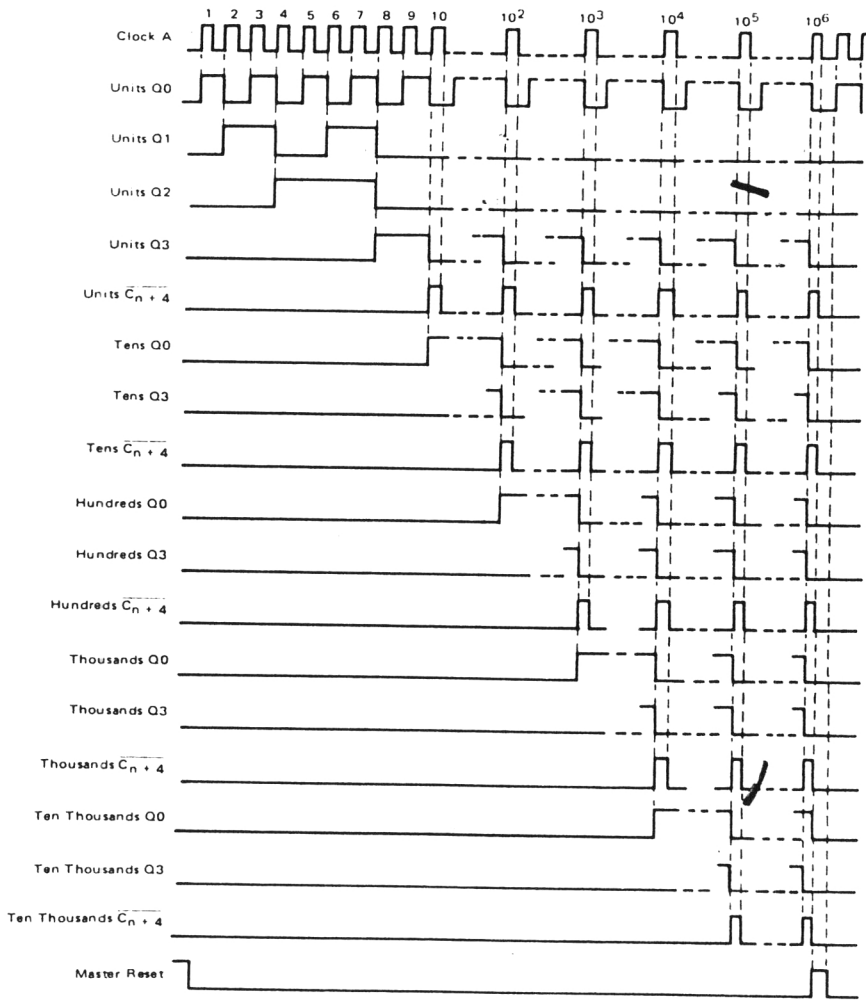 1 2 3 4 5 6 7 8 9 10 10² 10³ 10⁴ 10⁵ 10⁶
Clock A
Units Q0
Units Q1
Units Q2
Units Q3
Units C̅n + 4
Tens Q0
Tens Q3
Tens C̅n + 4
Hundreds Q0
Hundreds Q3
Hundreds C̅n + 4
Thousands Q0
Thousands Q3
Thousands C̅n + 4
Ten Thousands Q0
Ten Thousands Q3
Ten Thousands C̅n + 4
Master Reset